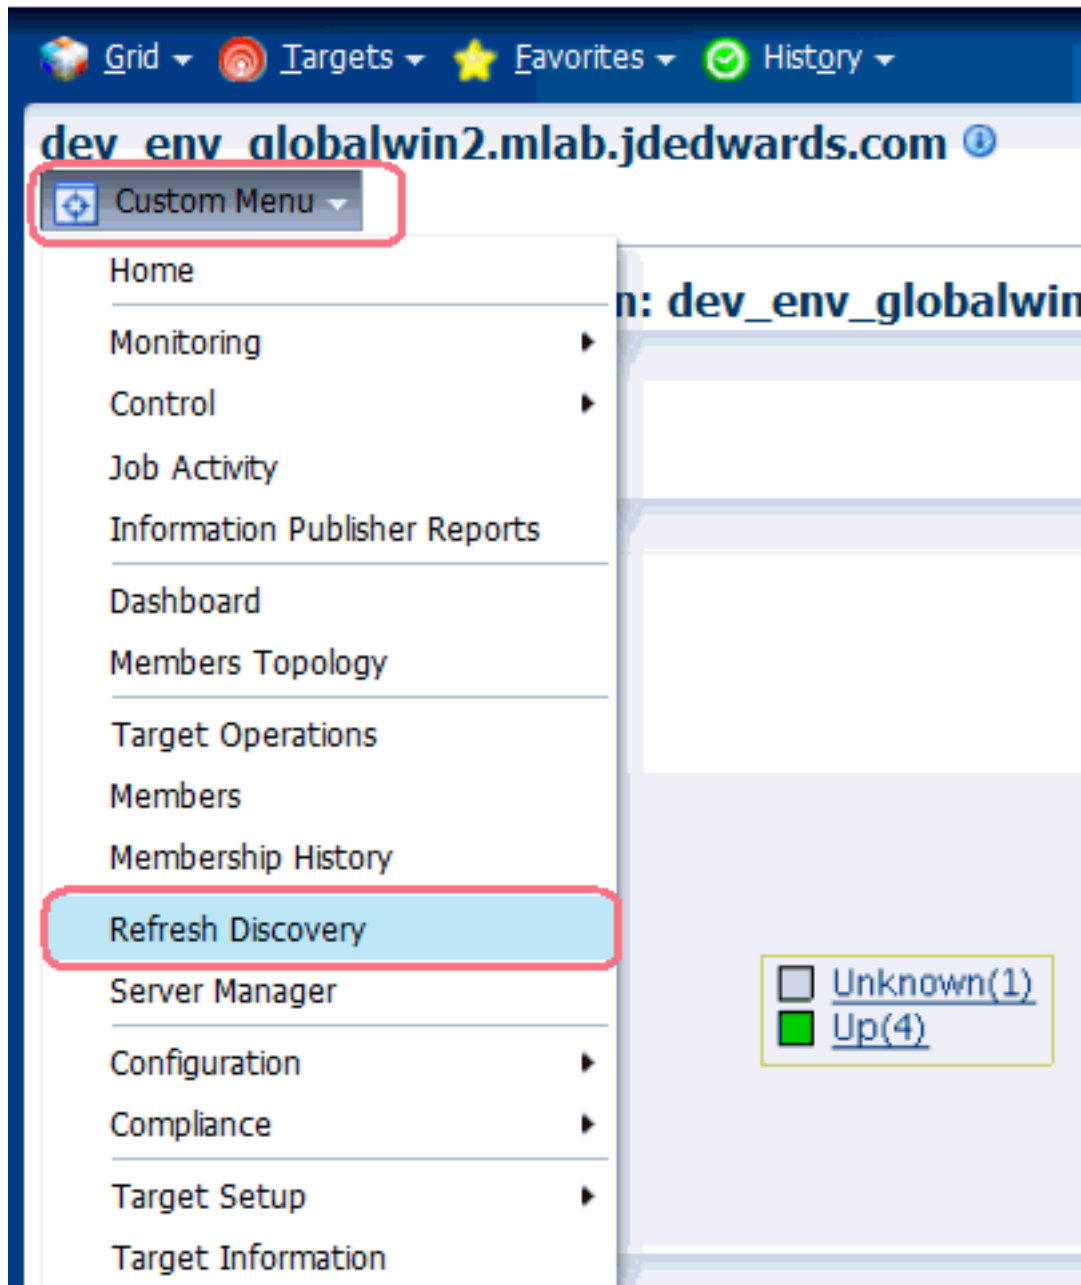 Grid Targets Favorites History
dev_env_globalwin2.mlab.jdedwards.com
Custom Menu
Home
n: dev_env_globalwin
Monitoring
Control
Job Activity
Information Publisher Reports
Dashboard
Members Topology
Target Operations
Members
Membership History
Refresh Discovery
Server Manager
Unknown(1)
Up(4)
Configuration
Compliance
Target Setup
Target Information